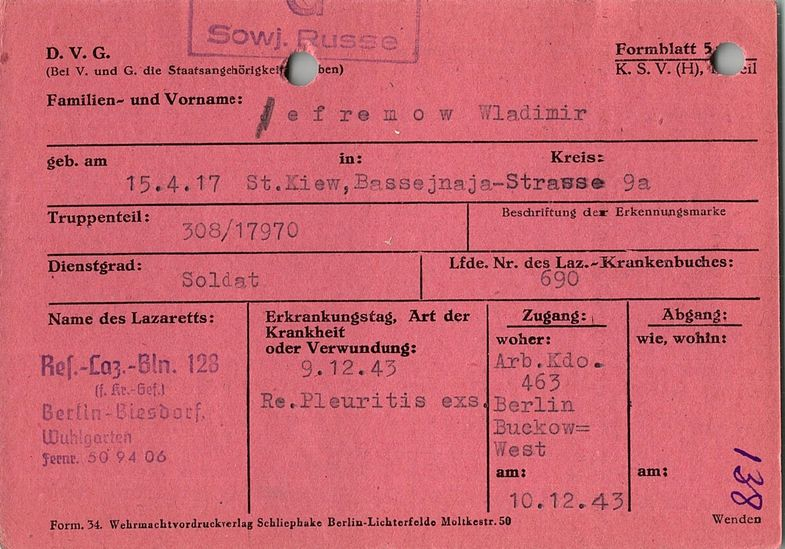 G
Sowj. Russe
D. V. G.
(Bei V. und G. die Staatsangehörigkeit
Formblatt 5
K. S. V. (H),
Familien- und Vorname:
Jefremow Wladimir
geb. am in: Kreis:
15.4.17 St.Kiew,Bassejnaja-Strasse 9a
Truppenteil:
308/17970
Beschriftung der Erkennungsmarke
Dienstgrad:
Soldat
Lfde. Nr. des Laz.-Krankenbuches:
690
Name des Lazaretts:
Ref.-Laz.-Bln. 128
(f. Kr.-Gef.)
Berlin-Biesdorf,
Wuhlgarten
Fernr. 50 94 06
Erkrankungstag, Art der
Krankheit
oder Verwundung:
9.12.43
Re.Pleuritis exs.
Zugang:
woher:
Arb.Kdo.
463
Berlin
Buckow=
West
am:
10.12.43
Abgang:
wie, wohin:
am:
138
Form. 34. Wehrmachtvordruckverlag Schliephake Berlin-Lichterfelde Moltkestr. 50
Wenden